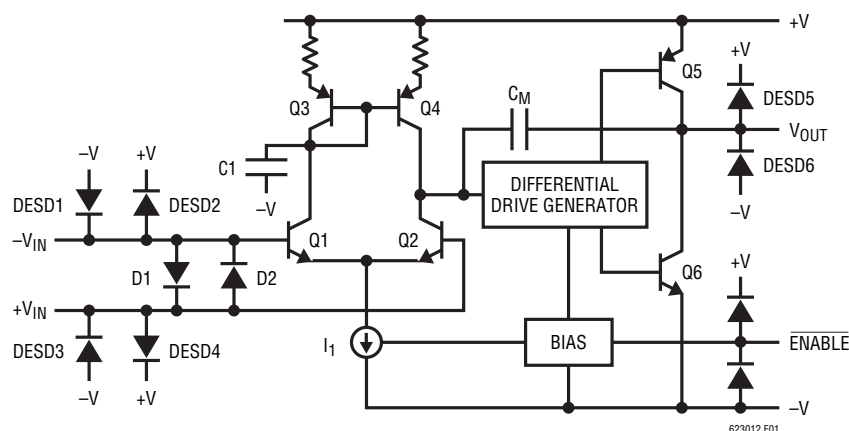 +V
Q3
Q4
+V
Q5
DESD5
CM
VOUT
C1
–V
DIFFERENTIAL
DRIVE GENERATOR
DESD6
–V
–V
+V
DESD1
DESD2
–VIN
Q1
Q2
D1
D2
Q6
+V
+VIN
DESD3
DESD4
I1
BIAS
ENABLE
–V
+V
–V
623012 F01